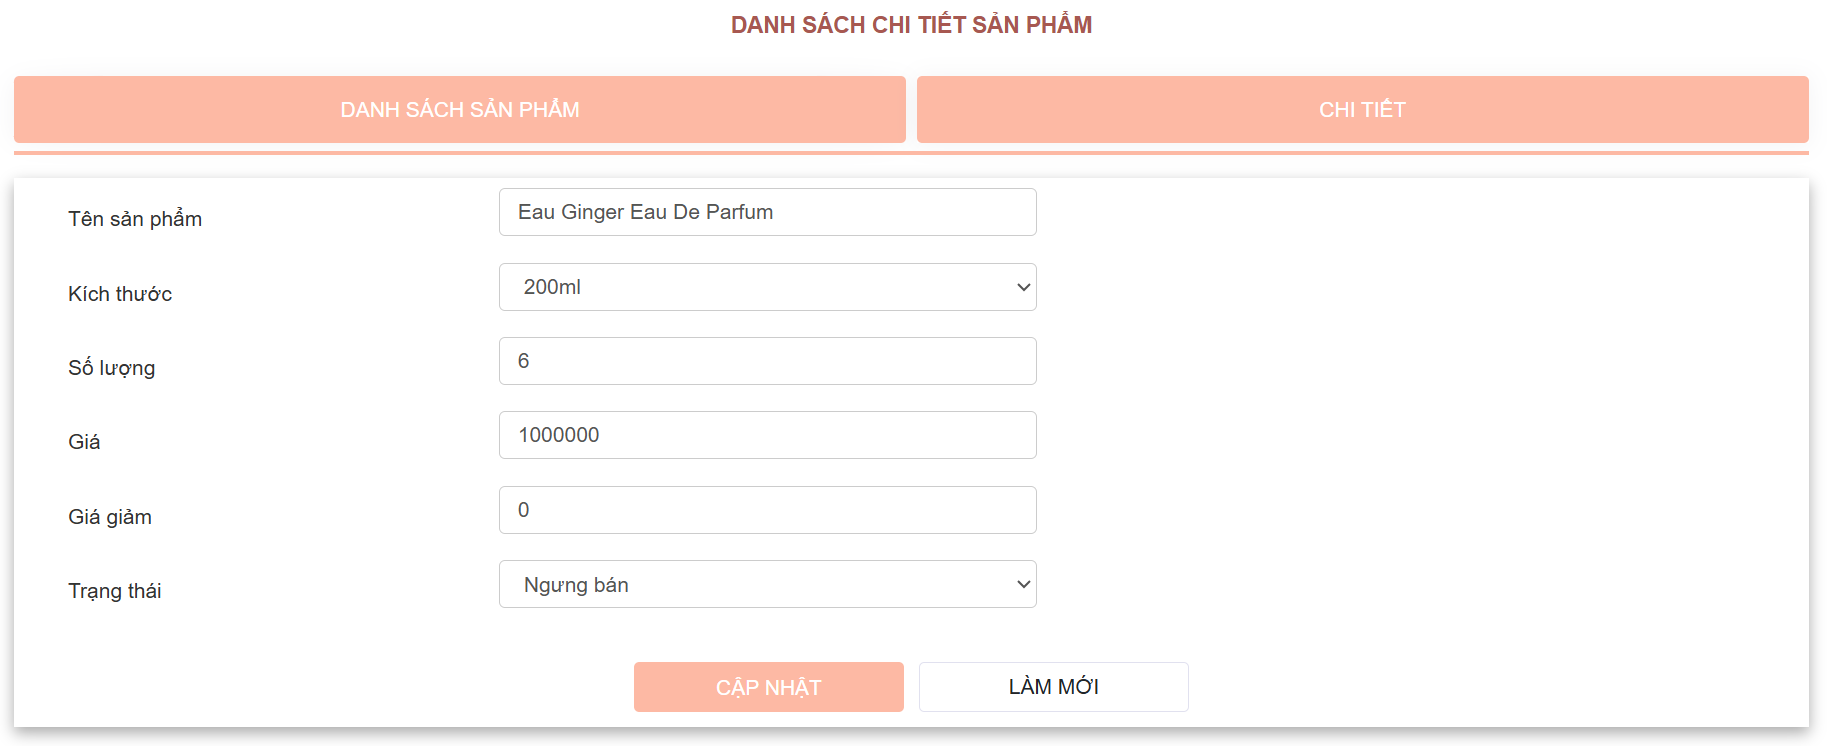 DANH SÁCH CHI TIẾT SẢN PHẨM
DANH SÁCH SẢN PHẨM
CHI TIẾT
Tên sản phẩm
Eau Ginger Eau De Parfum
Kích thước
200ml
Số lượng
6
Giá
1000000
Giá giảm
0
Trạng thái
Ngưng bán
CẬP NHẬT
LÀM MỚI